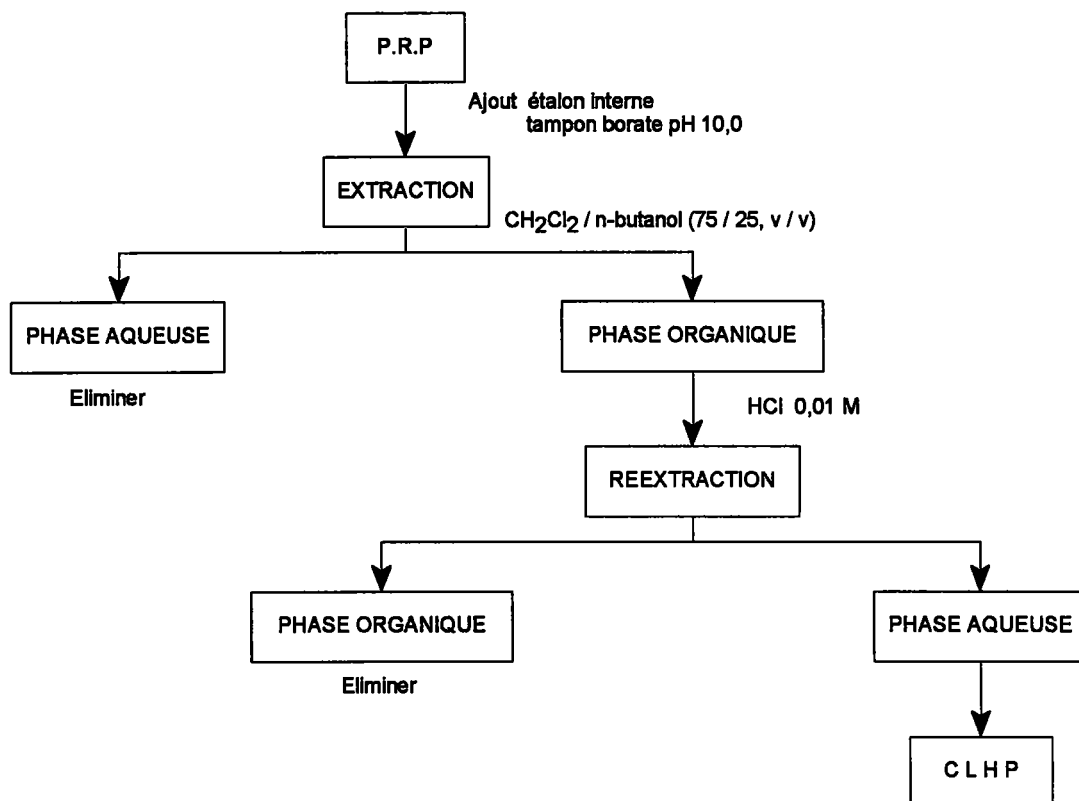 P.R.P
Ajout étalon interne
tampon borate pH 10,0
EXTRACTION
CH₂Cl₂ / n-butanol (75 / 25, v / v)
PHASE AQUEUSE
PHASE ORGANIQUE
Eliminer
HCl 0,01 M
REEXTRACTION
PHASE ORGANIQUE
PHASE AQUEUSE
Eliminer
C L H P